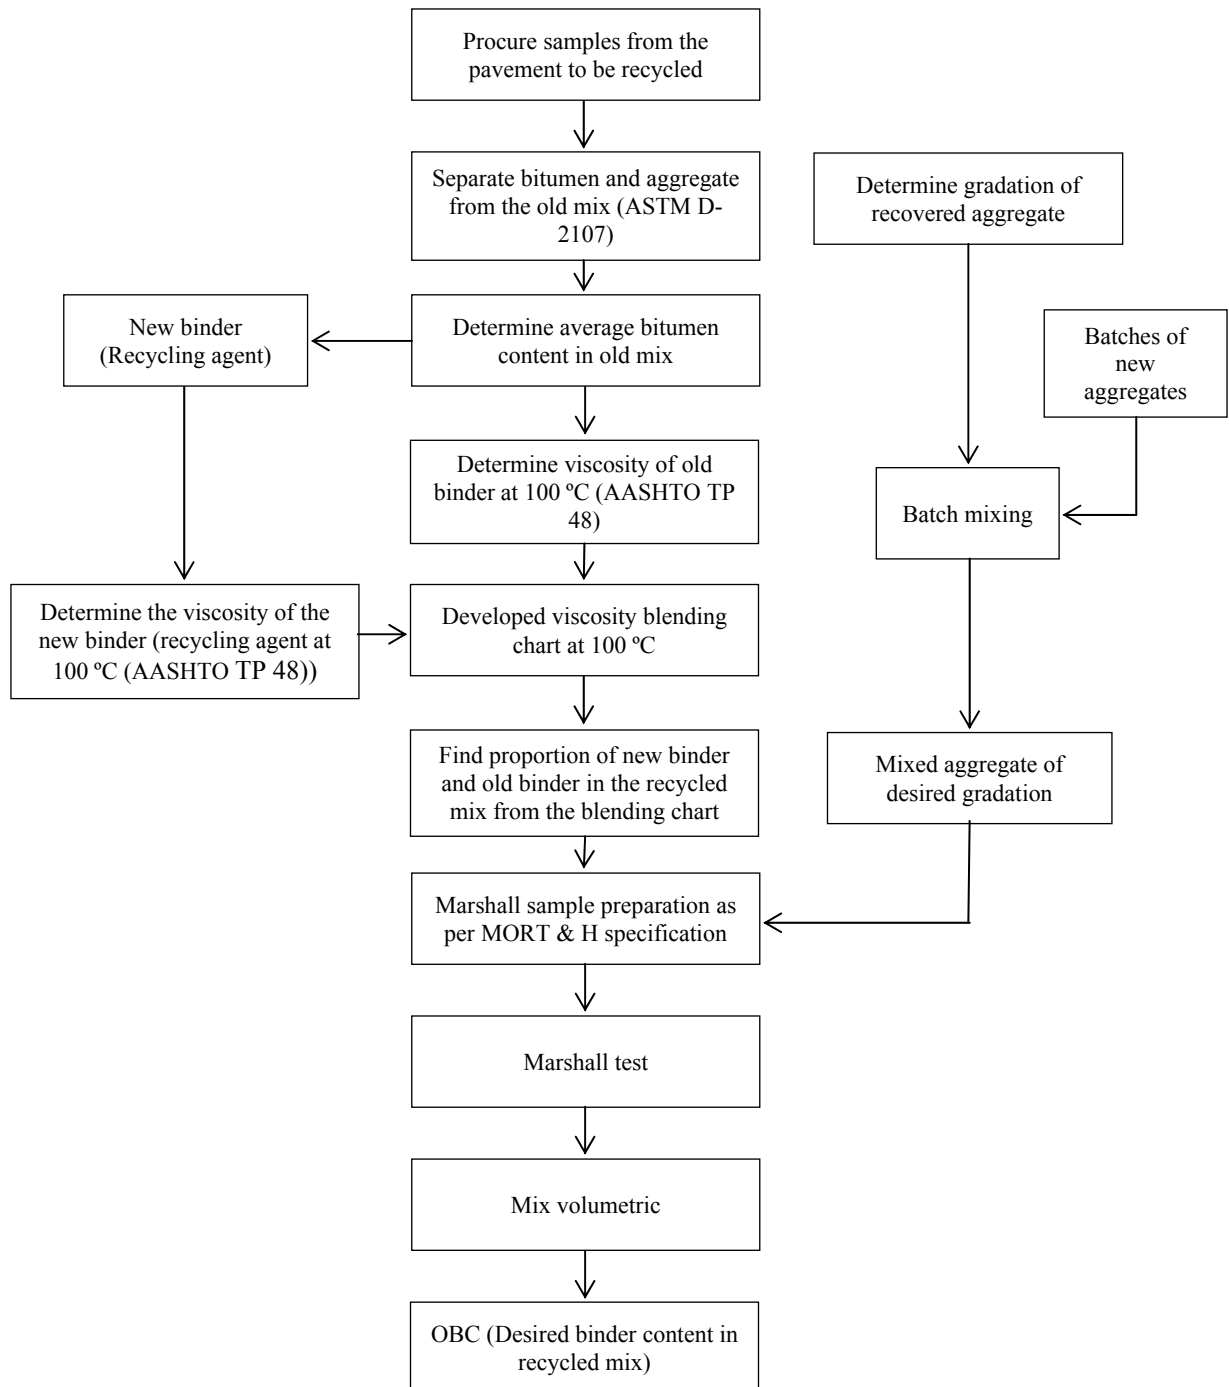 Procure samples from the
pavement to be recycled
Separate bitumen and aggregate
from the old mix (ASTM D-
2107)
Determine gradation of
recovered aggregate
New binder
(Recycling agent)
Determine average bitumen
content in old mix
Batches of
new
aggregates
Determine viscosity of old
binder at 100 ºC (AASHTO TP
48)
Batch mixing
Determine the viscosity of the
new binder (recycling agent at
100 ºC (AASHTO TP 48))
Developed viscosity blending
chart at 100 ºC
Find proportion of new binder
and old binder in the recycled
mix from the blending chart
Mixed aggregate of
desired gradation
Marshall sample preparation as
per MORT & H specification
Marshall test
Mix volumetric
OBC (Desired binder content in
recycled mix)